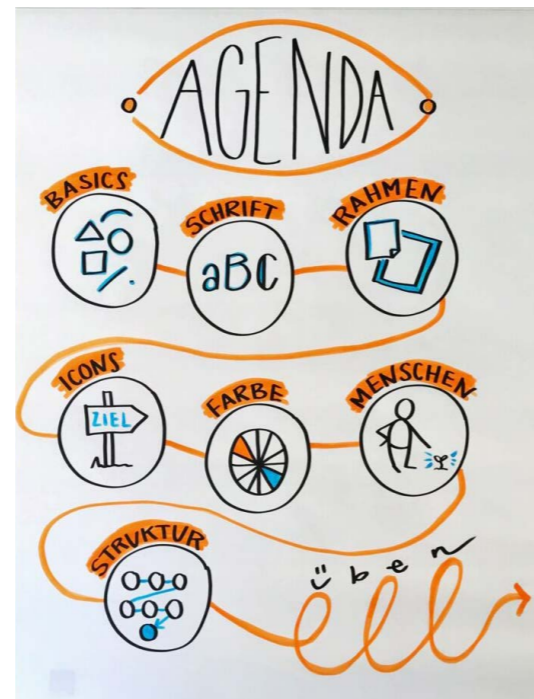 AGENDA
BASICS
SCHRIFT
RAHMEN
aBC
ICONS
FARBE
MENSCHEN
ZIEL
STRUKTUR
üben